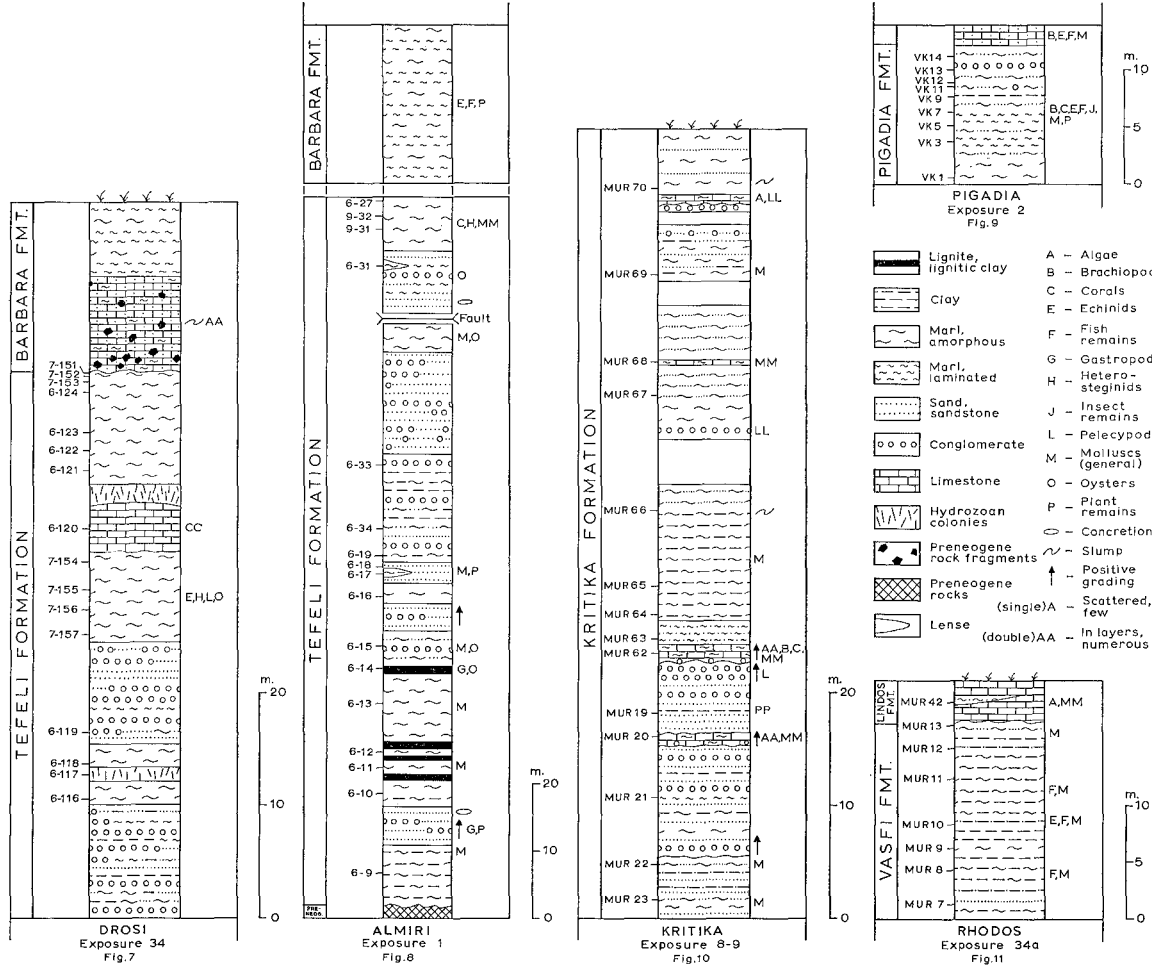 BARBARA FMT.
TEFELI FORMATION
7-151
7-152
7-153
6-124
6-123
6-122
6-121
6-120
7-154
7-155
7-156
7-157
6-119
6-118
6-117
6-116
AA
CC
E,H,L,O
m.
20
10
0
DROSI
Exposure 34
Fig.7
BARBARA FMT.
TEFELI FORMATION
PRE-
NEOG.
6-27
9-32
9-31
6-31
6-33
6-34
6-19
6-18
6-17
6-16
6-15
6-14
6-13
6-12
6-11
6-10
6-9
E,F,P
C,H,MM
O
Fault
M,O
M,P
M,O
G,O
M
M
G,P
M
m.
20
10
0
ALMIRI
Exposure 1
Fig.8
KRITIKA FORMATION
MUR 70
MUR 69
MUR 68
MUR 67
MUR 66
MUR 65
MUR 64
MUR 63
MUR 62
MUR 19
MUR 20
MUR 21
MUR 22
MUR 23
A,LL
M
MM
LL
M
AA,B,C,
MM
L
PP
AA,MM
M
M
m.
20
10
0
KRITIKA
Exposure 8-9
Fig.10
PIGADIA FMT.
VK14
VK13
VK12
VK11
VK 9
VK 7
VK 5
VK 3
VK 1
B,E,F,M
B,C,E,F,J,
M,P
m.
10
5
0
PIGADIA
Exposure 2
Fig.9
Lignite,
lignitic clay
Clay
Marl,
amorphous
Marl,
laminated
Sand,
sandstone
Conglomerate
Limestone
Hydrozoan
colonies
Preneogene
rock fragments
Preneogene
rocks
Lense
A – Algae
B – Brachiopod
C – Corals
E – Echinids
F – Fish
remains
G – Gastropod
H – Hetero-
steginids
J – Insect
remains
L – Pelecypod
M – Molluscs
(general)
O – Oysters
P – Plant
remains
– Concretion
– Slump
– Positive
grading
(single) A – Scattered,
few
(double) AA – In layers,
numerous
LINDOS
FMT.
VASFI FMT.
MUR 42
MUR 13
MUR 12
MUR 11
MUR 10
MUR 9
MUR 8
MUR 7
A,MM
M
F,M
E,F,M
F,M
m.
10
5
0
RHODOS
Exposure 34a
Fig.11